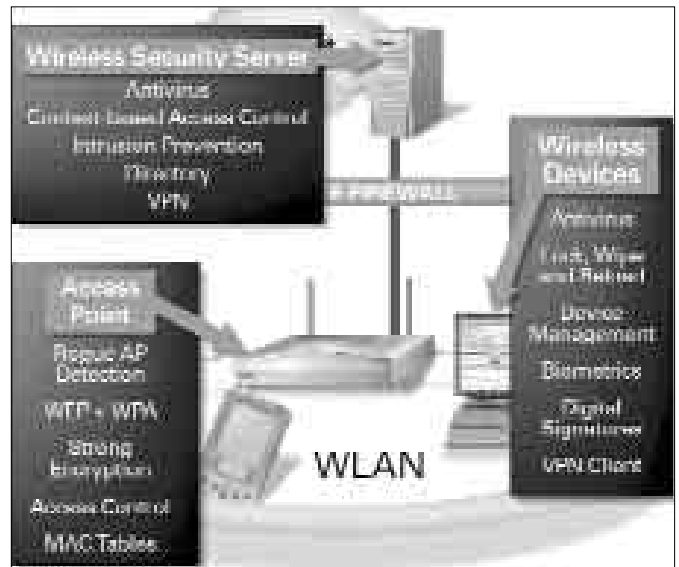 Wireless Security Server
Antivirus
Content-based Access Control
Intrusion Prevention
Directory
VPN
FIREWALL
Wireless
Devices
Antivirus
Lock, Wipe
and Reload
Device
Management
Biometrics
Digital
Signatures
VPN Client
Access
Point
Rogue AP
Detection
WEP + WPA
Strong
Encryption
Access Control
MAC Tables
WLAN